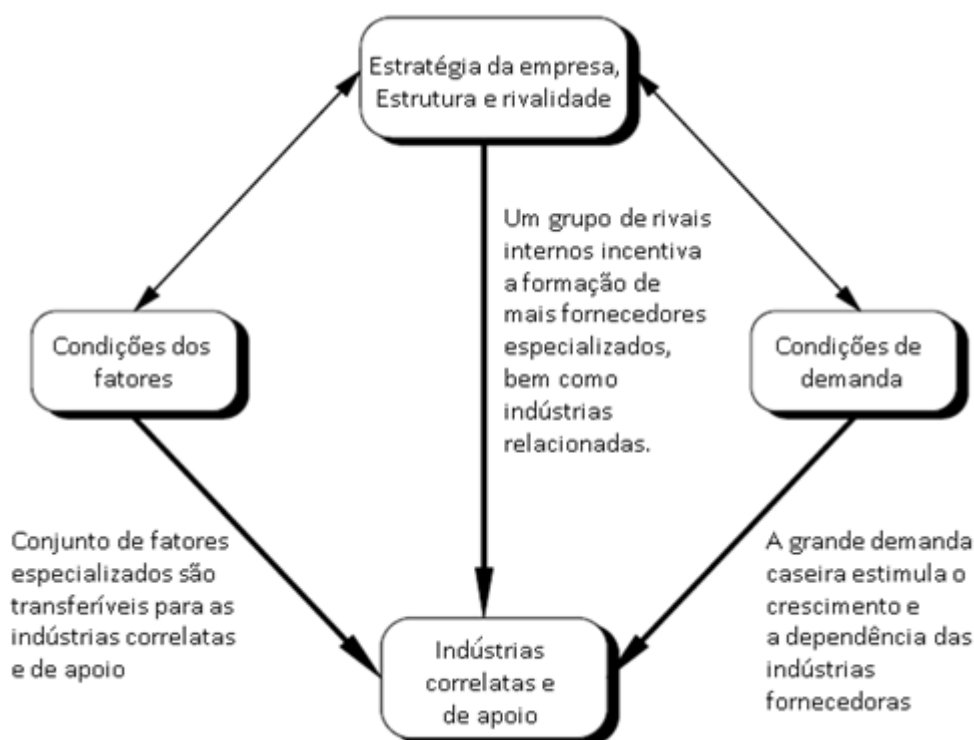 Estratégia da empresa,
Estrutura e rivalidade
Um grupo de rivais
internos incentiva
a formação de
mais fornecedores
especializados,
bem como
indústrias
relacionadas.
Condições dos
fatores
Condições de
demanda
Conjunto de fatores
especializados são
transferíveis para as
indústrias correlatas
e de apoio
A grande demanda
caseira estimula o
crescimento e
a dependência das
indústrias
fornecedoras
Indústrias
correlatas e
de apoio